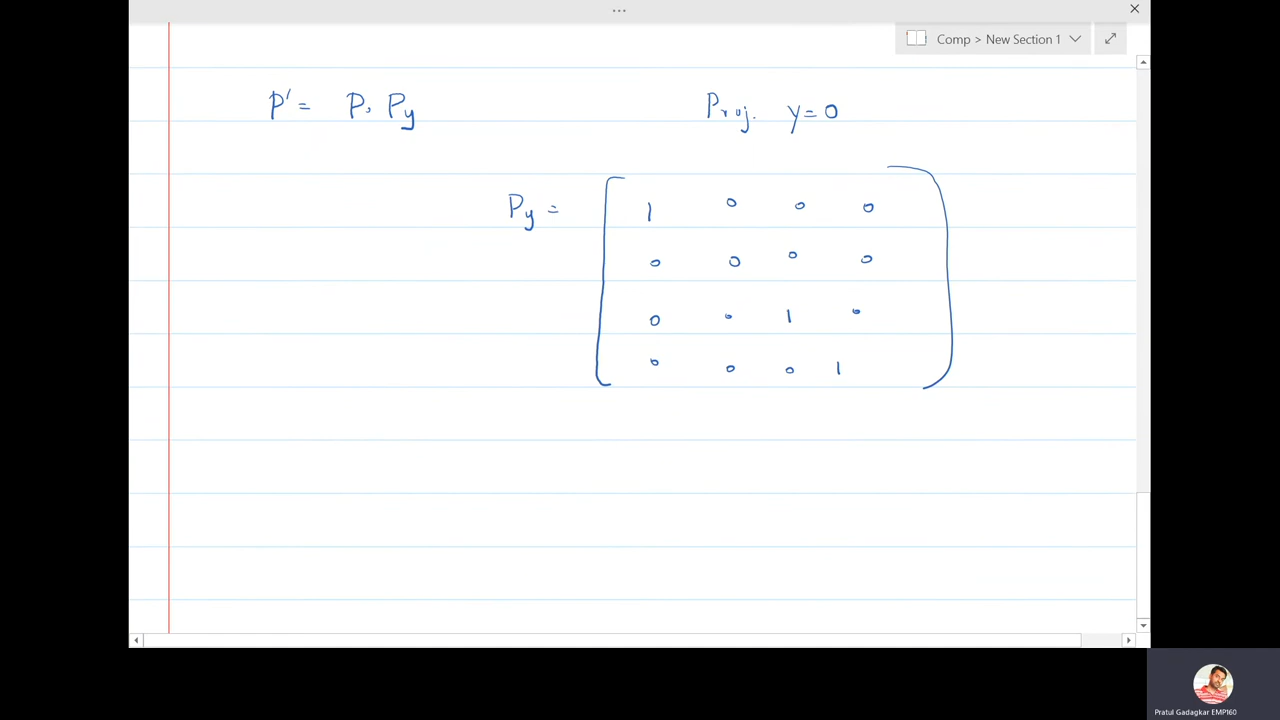 Comp > New Section 1
P' = P. Py Proj. y = 0
Py =
1 0 0 0
0 0 0 0
0 0 1 0
0 0 0 1
Pratul Gadagkar EMP160